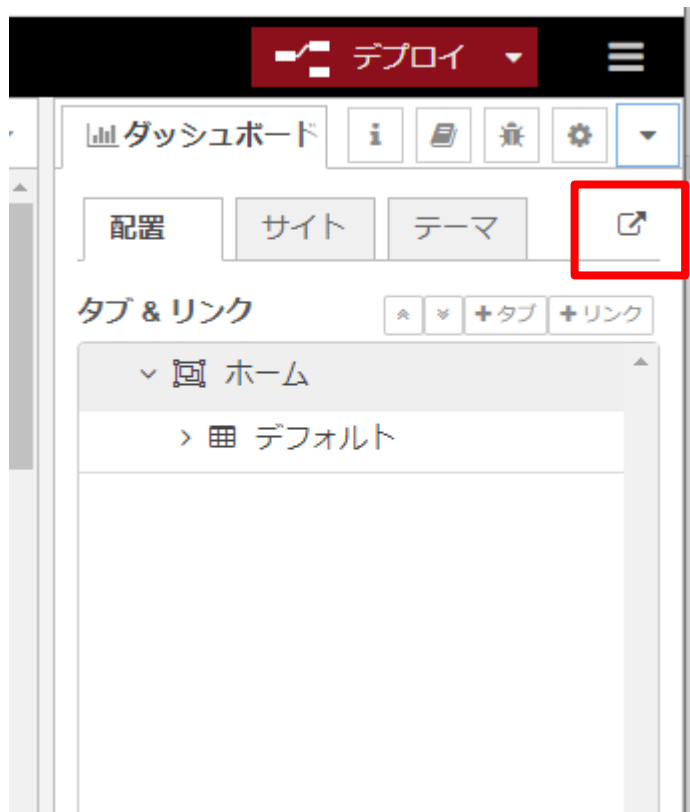 デプロイ
ダッシュボード
配置 サイト テーマ
タブ & リンク +タブ +リンク
ホーム
デフォルト